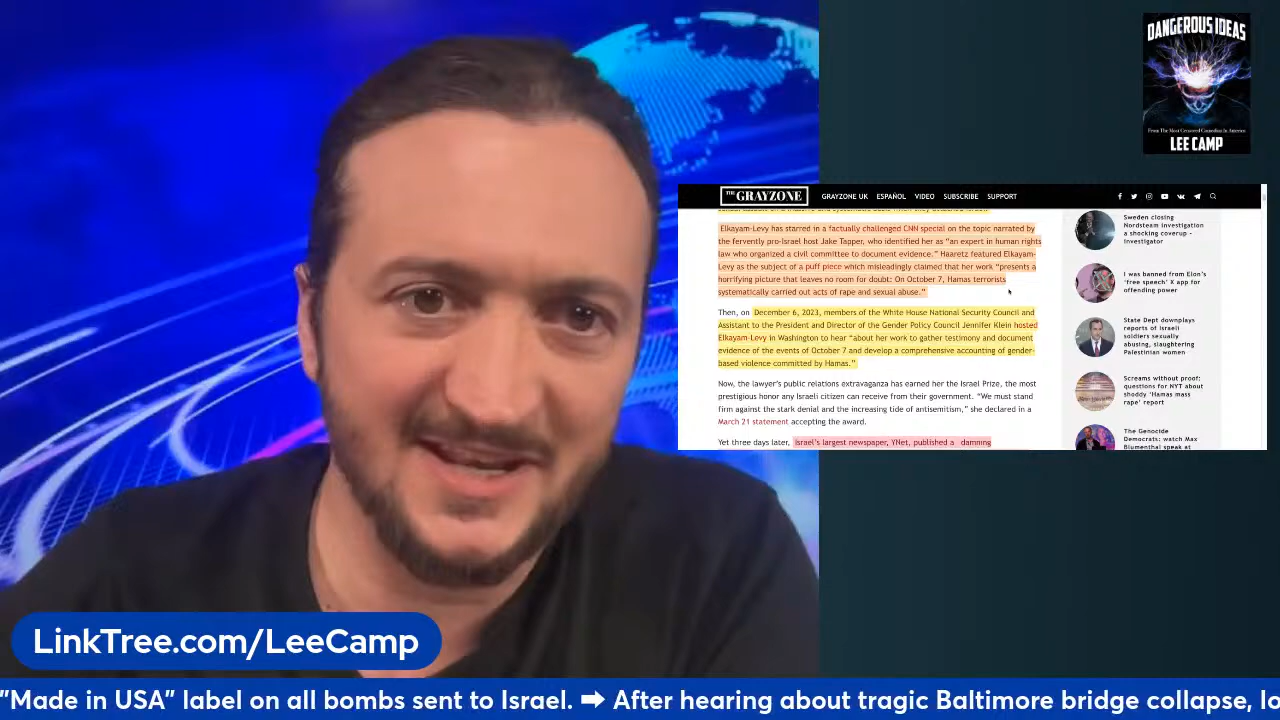 DANGEROUS IDEAS
From The Most Censored Comedian In America
LEE CAMP
THE GRAYZONE
GRAYZONE UK ESPAÑOL VIDEO SUBSCRIBE SUPPORT
Elkayam-Levy has starred in a factually challenged CNN special on the topic narrated by
the fervently pro-Israel host Jake Tapper, who identified her as “an expert in human rights
law who organized a civil committee to document evidence.” Haaretz featured Elkayam-
Levy as the subject of a puff piece which misleadingly claimed that her work “presents a
horrifying picture that leaves no room for doubt: On October 7, Hamas terrorists
systematically carried out acts of rape and sexual abuse.”
Then, on December 6, 2023, members of the White House National Security Council and
Assistant to the President and Director of the Gender Policy Council Jennifer Klein hosted
Elkayam-Levy in Washington to hear “about her work to gather testimony and document
evidence of the events of October 7 and develop a comprehensive accounting of gender-
based violence committed by Hamas.”
Now, the lawyer’s public relations extravaganza has earned her the Israel Prize, the most
prestigious honor any Israeli citizen can receive from their government. “We must stand
firm against the stark denial and the increasing tide of antisemitism,” she declared in a
March 21 statement accepting the award.
Yet three days later, Israel’s largest newspaper, YNet, published a damning
Sweden closing
Nordsteam investigation
a shocking coverup -
investigator
I was banned from Elon’s
‘free speech’ X app for
offending power
State Dept downplays
reports of Israeli
soldiers sexually
abusing, slaughtering
Palestinian women
Screams without proof:
questions for NYT about
shoddy ‘Hamas mass
rape’ report
The Genocide
Democrats: watch Max
Blumenthal speak at
LinkTree.com/LeeCamp
"Made in USA" label on all bombs sent to Israel. ➡ After hearing about tragic Baltimore bridge collapse, lo